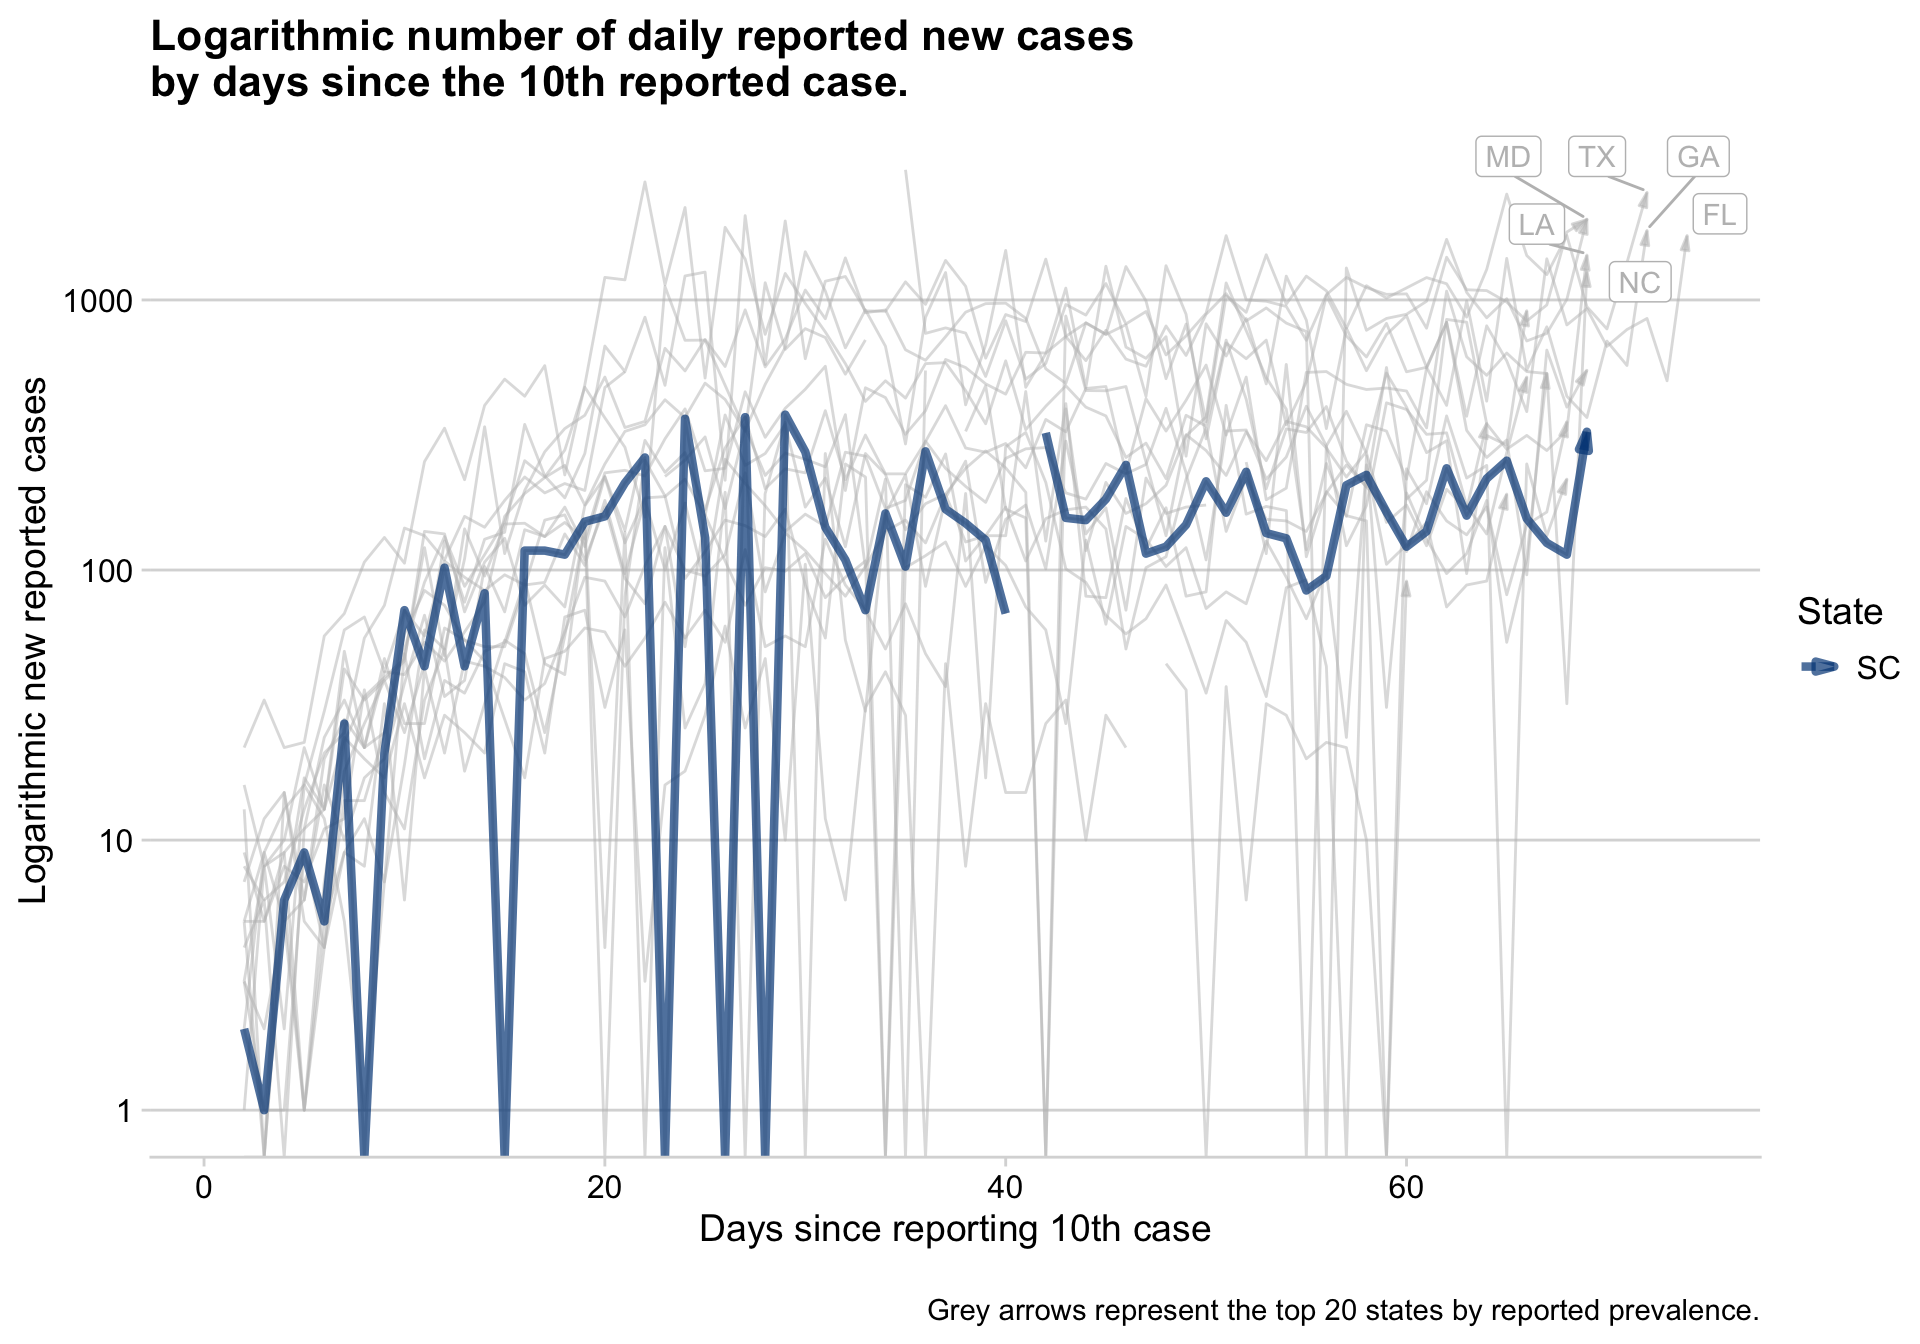 Logarithmic number of daily reported new cases
by days since the 10th reported case.
MD
TX
GA
LA
FL
NC
1000
100
10
1
Logarithmic new reported cases
0
20
40
60
Days since reporting 10th case
State
SC
Grey arrows represent the top 20 states by reported prevalence.